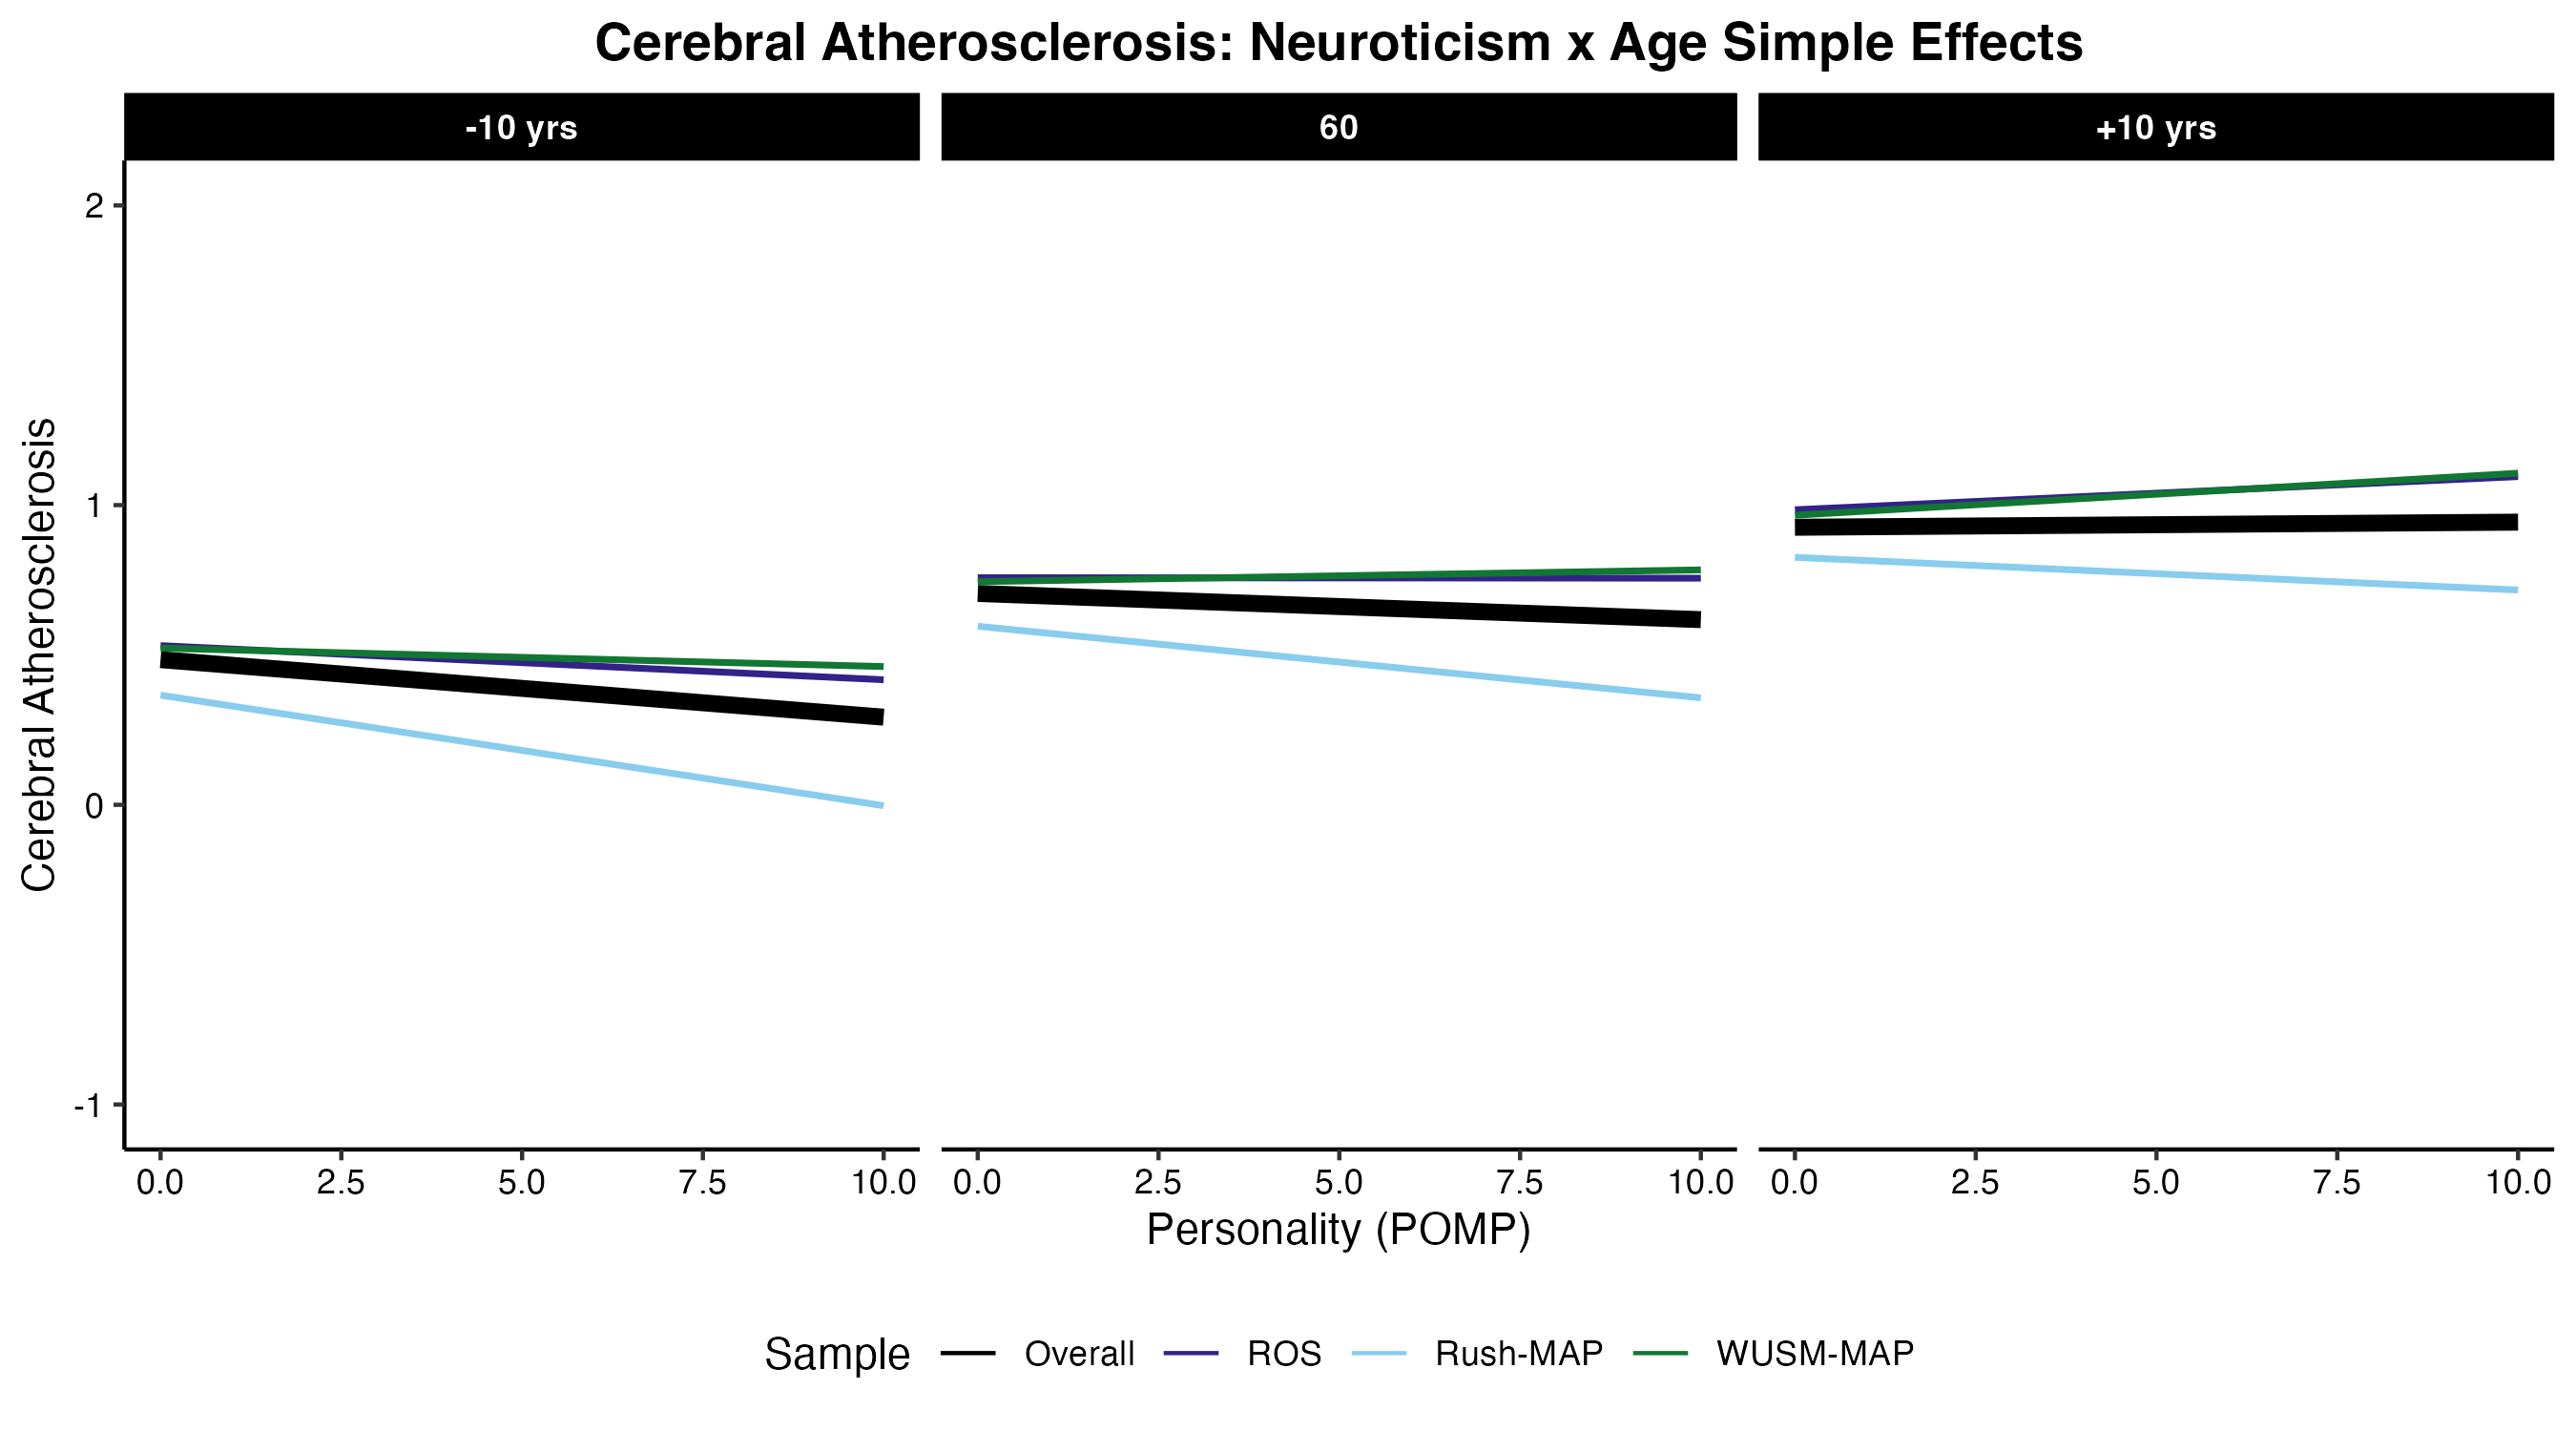 Cerebral Atherosclerosis: Neuroticism x Age Simple Effects
-10 yrs
60
+10 yrs
Cerebral Atherosclerosis
2
1
0
-1
0.0 2.5 5.0 7.5 10.0
0.0 2.5 5.0 7.5 10.0
0.0 2.5 5.0 7.5 10.0
Personality (POMP)
Sample Overall ROS Rush-MAP WUSM-MAP